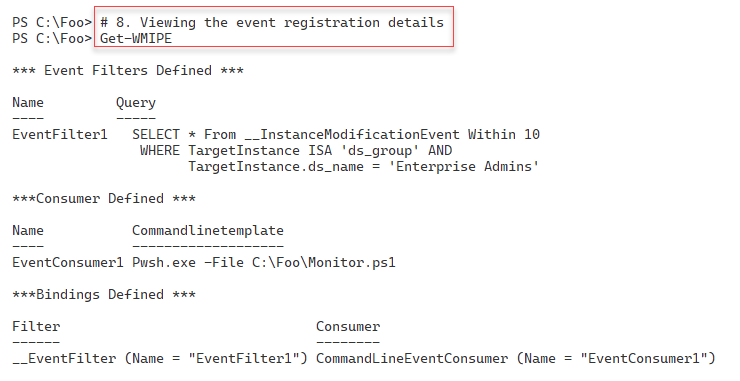 PS C:\Foo> # 8. Viewing the event registration details
PS C:\Foo> Get-WMIPE
*** Event Filters Defined ***
Name         Query
----         -----
EventFilter1   SELECT * From __InstanceModificationEvent Within 10
                WHERE TargetInstance ISA 'ds_group' AND
                      TargetInstance.ds_name = 'Enterprise Admins'
***Consumer Defined ***
Name           Commandlinetemplate
----           -------------------
EventConsumer1 Pwsh.exe -File C:\Foo\Monitor.ps1
***Bindings Defined ***
Filter                                Consumer
------                                --------
__EventFilter (Name = "EventFilter1") CommandLineEventConsumer (Name = "EventConsumer1")